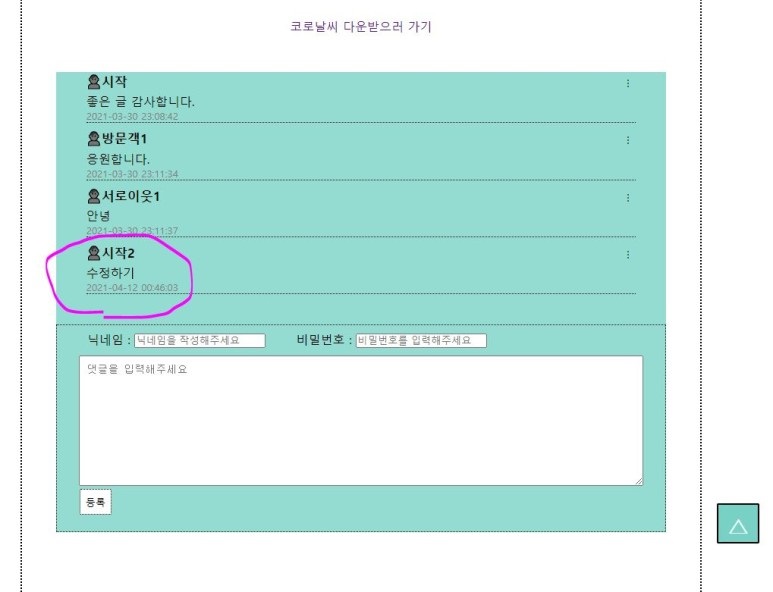 코로날씨 다운받으러 가기
시작
좋은 글 감사합니다.
2021-03-30 23:08:42
방문객1
응원합니다.
2021-03-30 23:11:34
서로이웃1
안녕
2021-03-30 23:11:37
시작2
수정하기
2021-04-12 00:46:03
닉네임 : 닉네임을 작성해주세요 비밀번호 : 비밀번호를 입력해주세요
댓글을 입력해주세요
등록